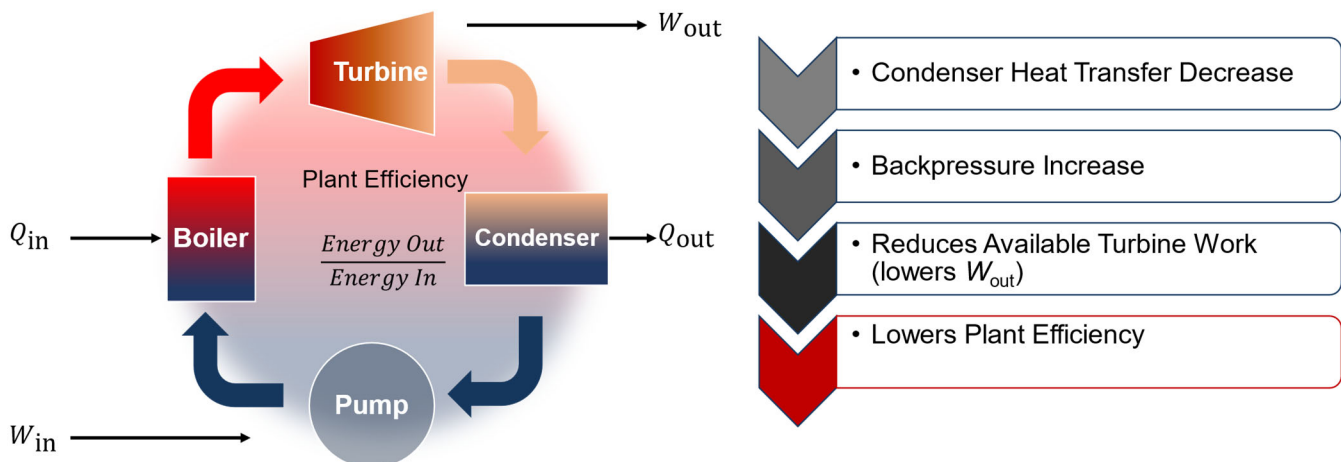 W_out
Turbine
Plant Efficiency
Q_in
Boiler
Energy Out
Energy In
Condenser
Q_out
Pump
W_in
• Condenser Heat Transfer Decrease
• Backpressure Increase
• Reduces Available Turbine Work
(lowers W_out)
• Lowers Plant Efficiency